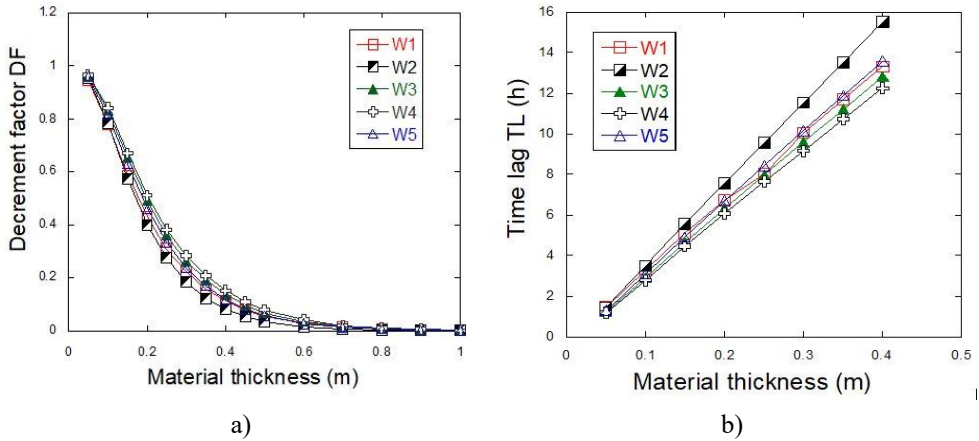 1.2
1
0.8
0.6
0.4
0.2
0
Decrement factor DF
W1
W2
W3
W4
W5
0 0.2 0.4 0.6 0.8 1
Material thickness (m)
a)
16
14
12
10
8
6
4
2
0
Time lag TL (h)
W1
W2
W3
W4
W5
0 0.1 0.2 0.3 0.4 0.5
Material thickness (m)
b)